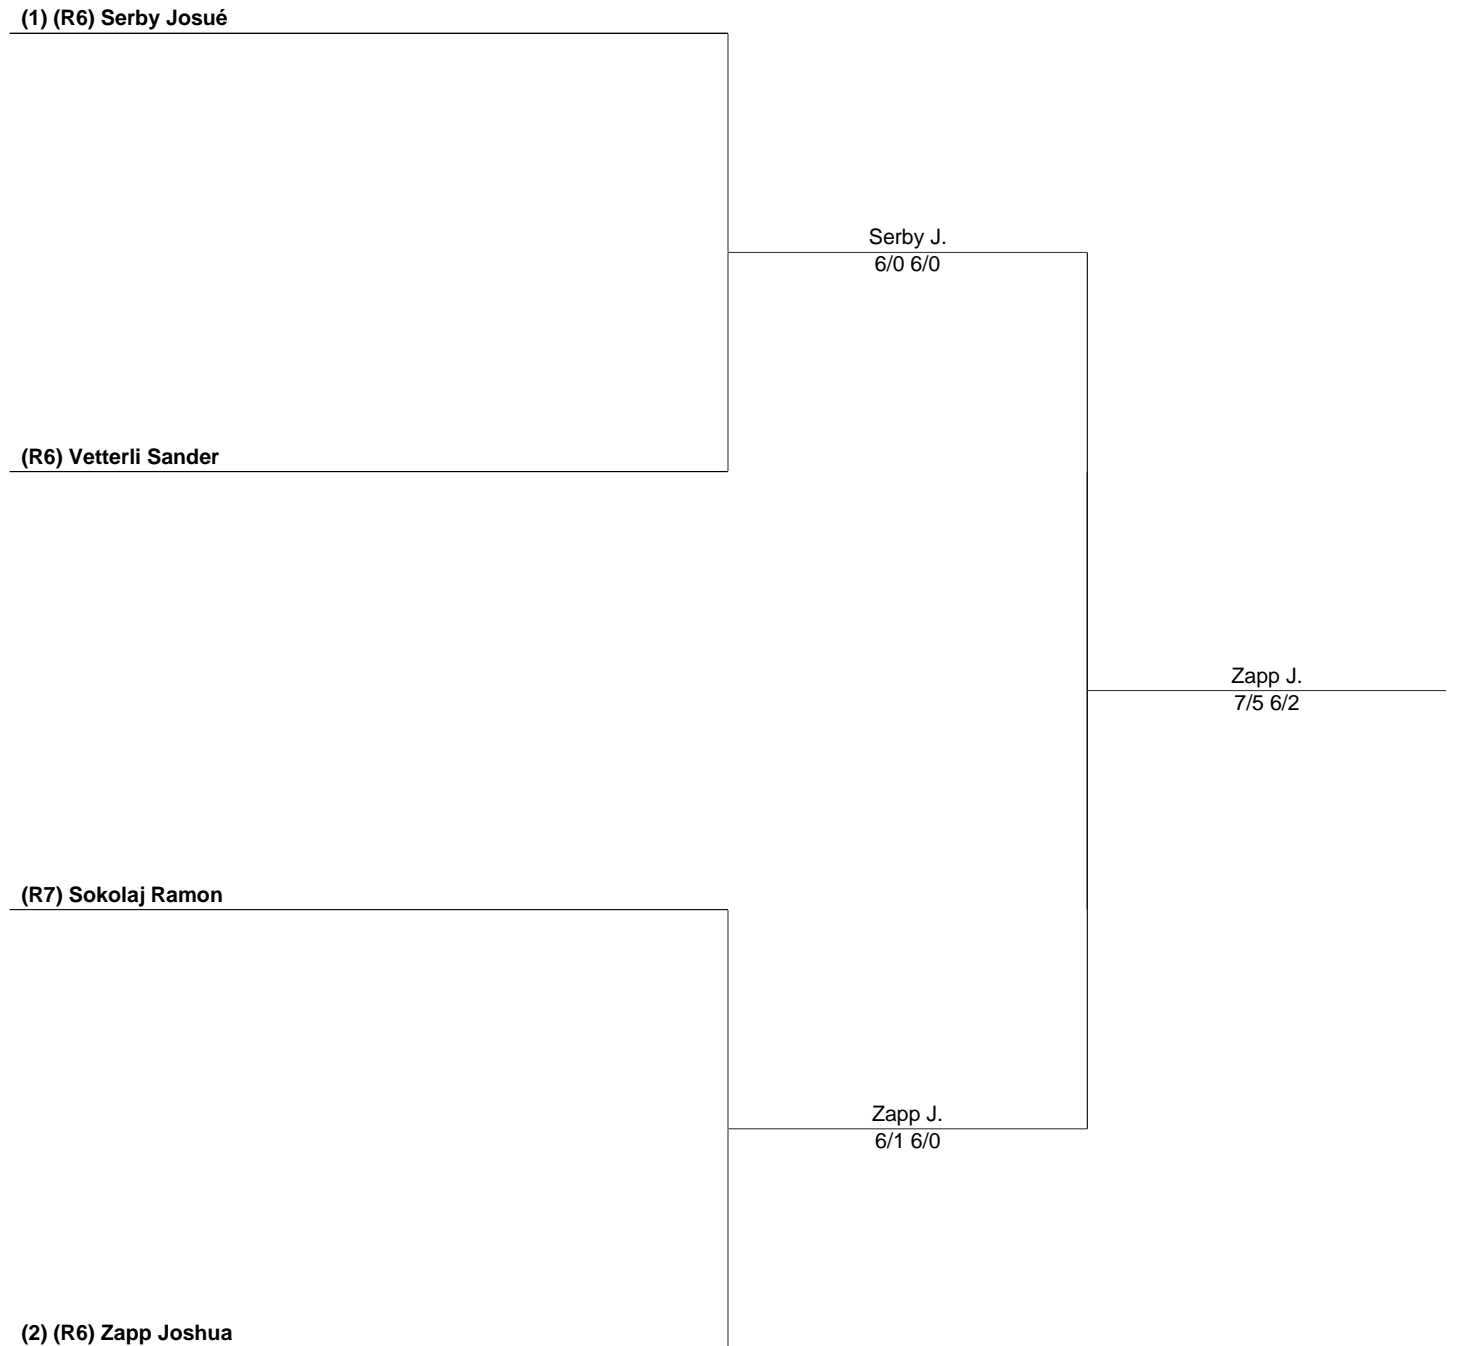 (1) (R6) Serby Josué
Serby J.
6/0 6/0
(R6) Vetterli Sander
Zapp J.
7/5 6/2
(R7) Sokolaj Ramon
Zapp J.
6/1 6/0
(2) (R6) Zapp Joshua